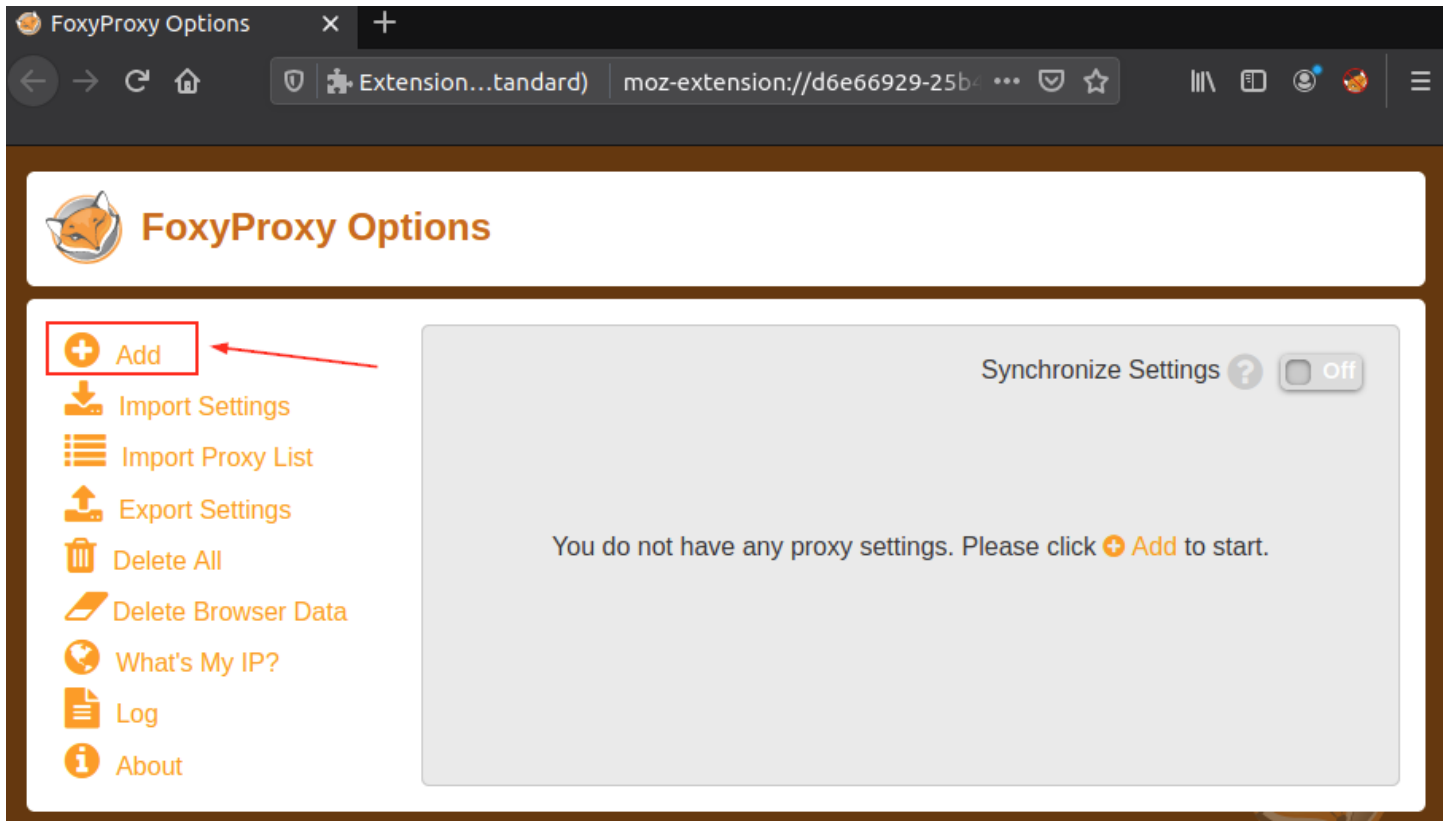 FoxyProxy Options
Extension...tandard) moz-extension://d6e66929-25b
FoxyProxy Options
Add
Import Settings
Import Proxy List
Export Settings
Delete All
Delete Browser Data
What's My IP?
Log
About
Synchronize Settings ? Off
You do not have any proxy settings. Please click Add to start.